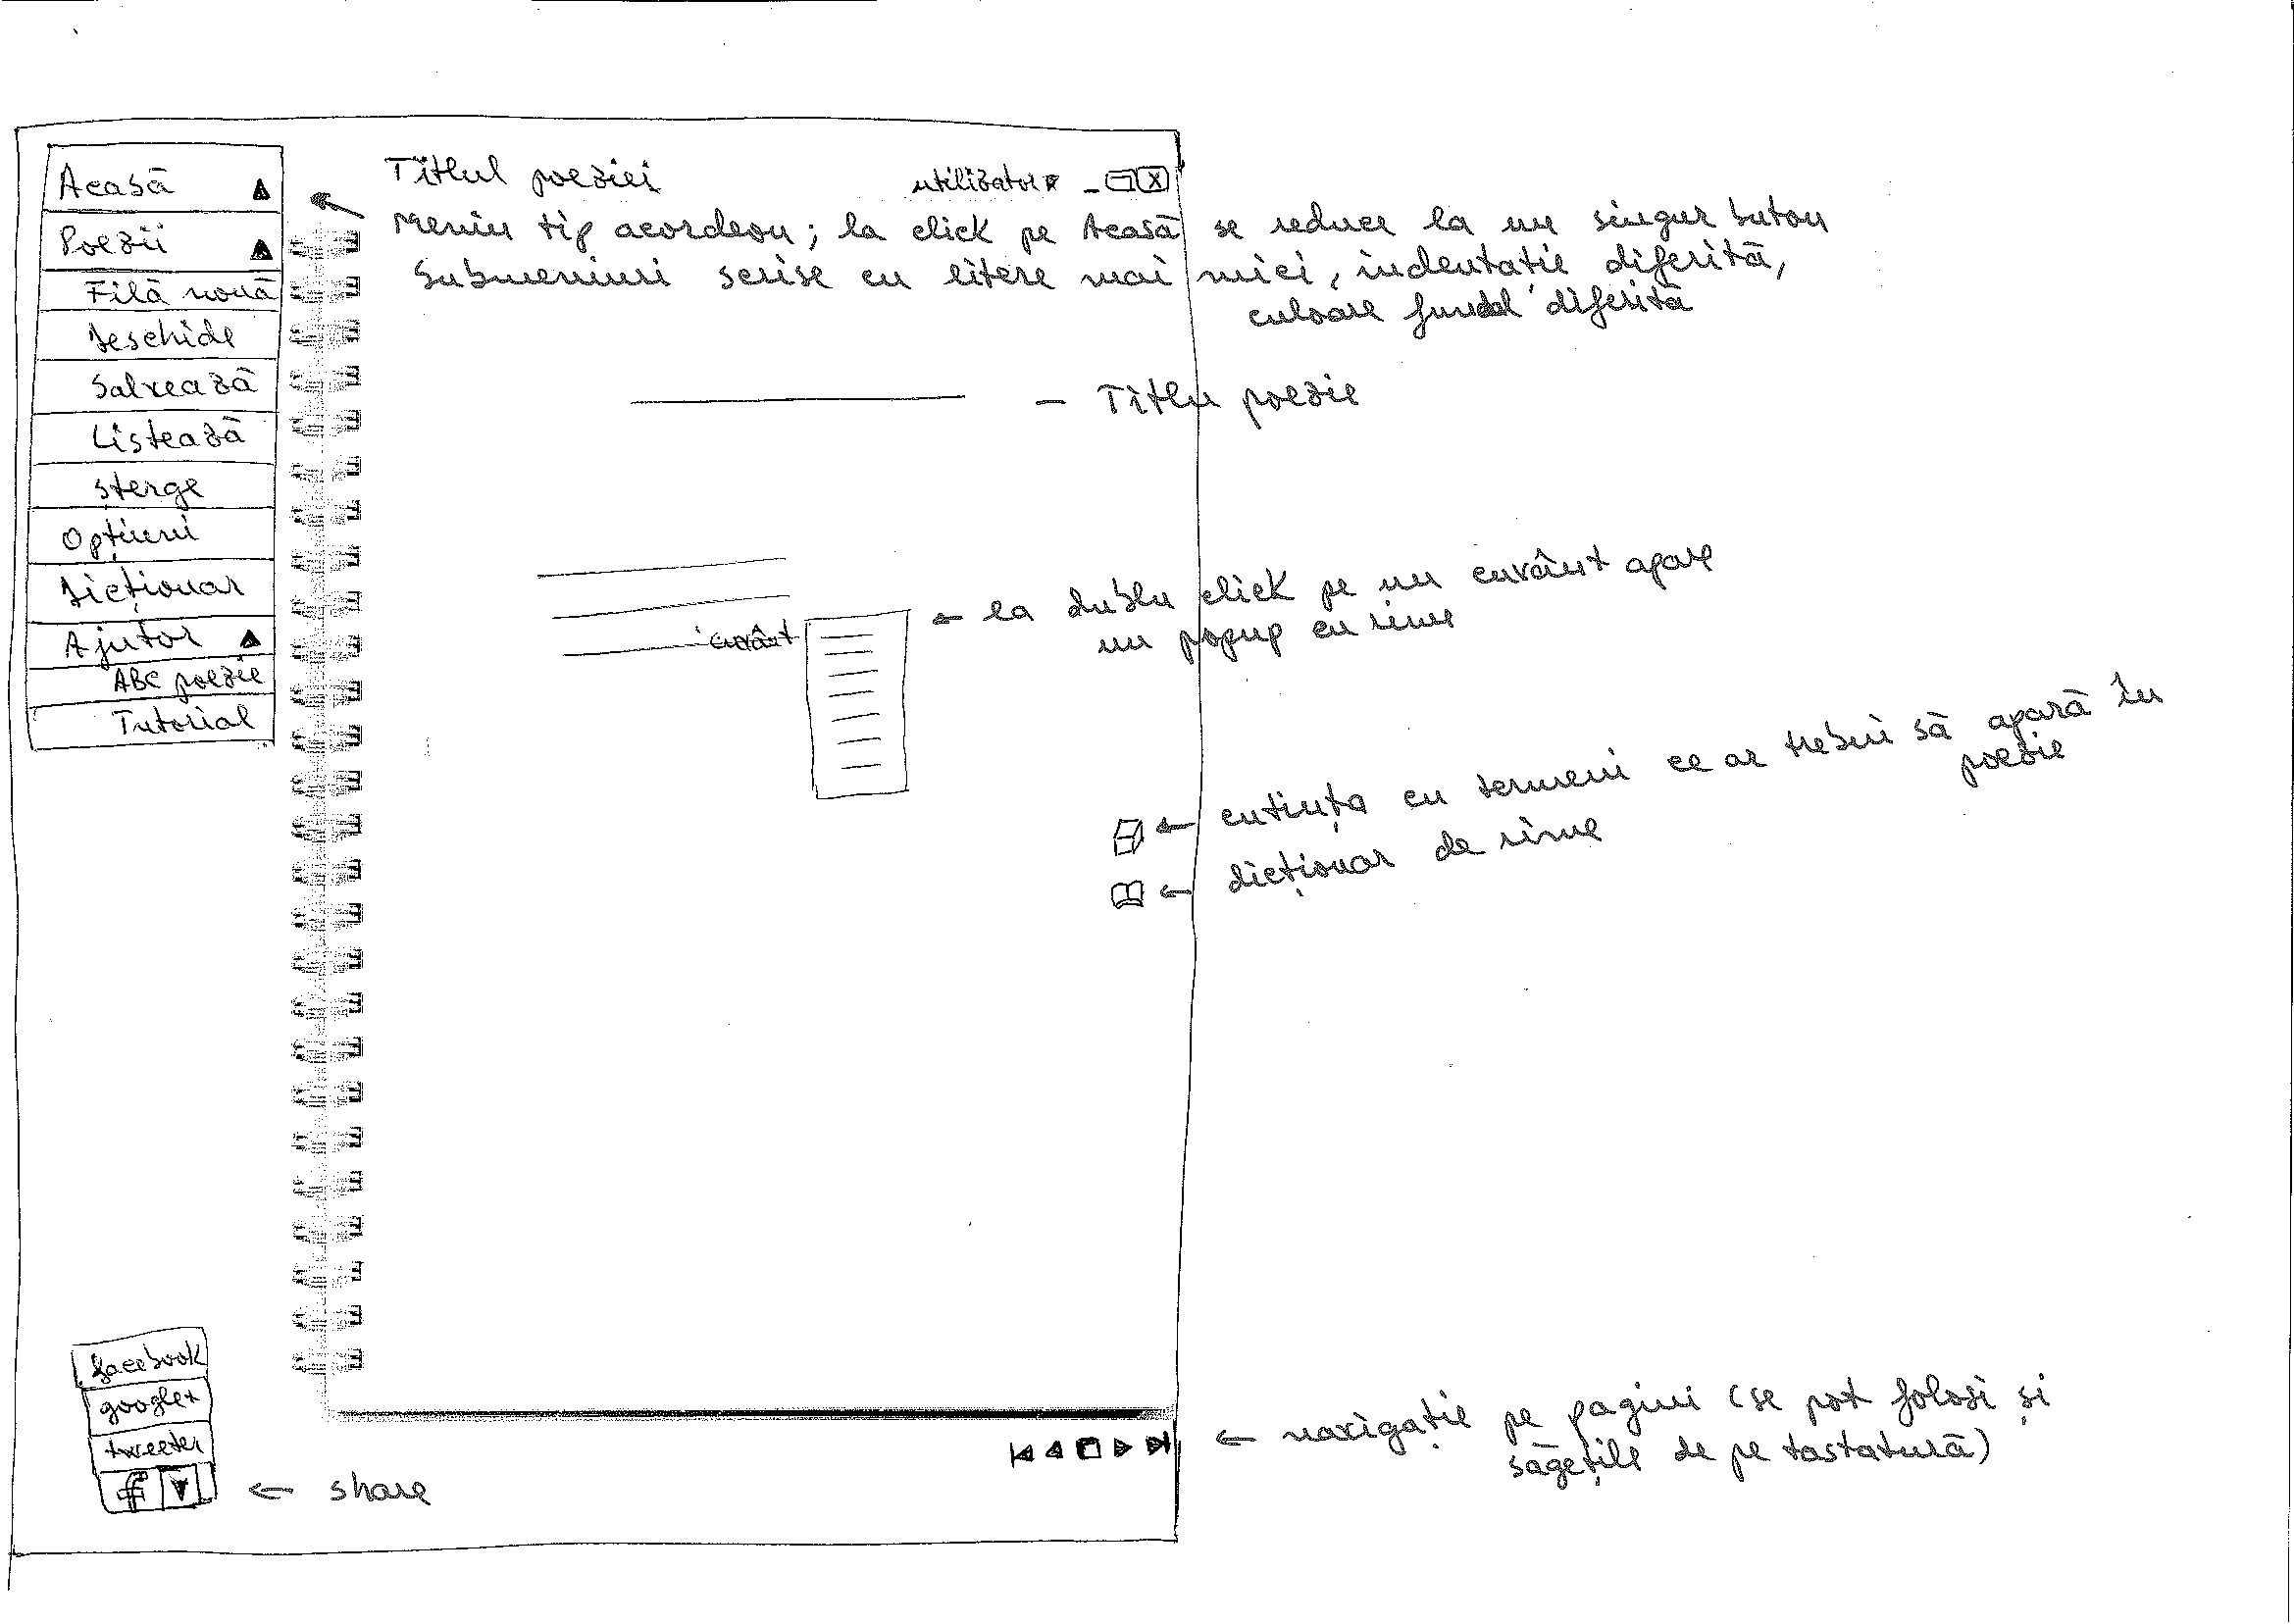 Acasă
Poezii
Filă nouă
Deschide
Salvează
Listează
Șterge
Opțiuni
Dicționar
Ajutor
ABC poezie
Tutorial
Titlul poeziei
utilizator
X
Meniu tip acordeon; la click pe Acasă se reduce la un singur buton
Submeniuri scrise cu litere mai mici, indentație diferită,
culoare fundal diferită
— Titlu poezie
cuvânt
← la dublu click pe un cuvânt apare
un popup cu rime
← cutiuța cu termeni ce ar trebui să apară în
poezie
← dicționar de rime
facebook
google+
tweeter
f
← share
← navigație pe pagini (se pot folosi și
săgețile de pe tastatură)